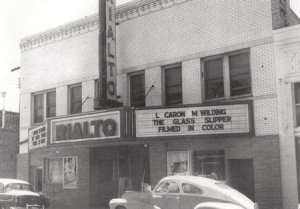 RIALTO
RIALTO
L CARON M WILDING
THE GLASS SLIPPER
FILMED IN COLOR